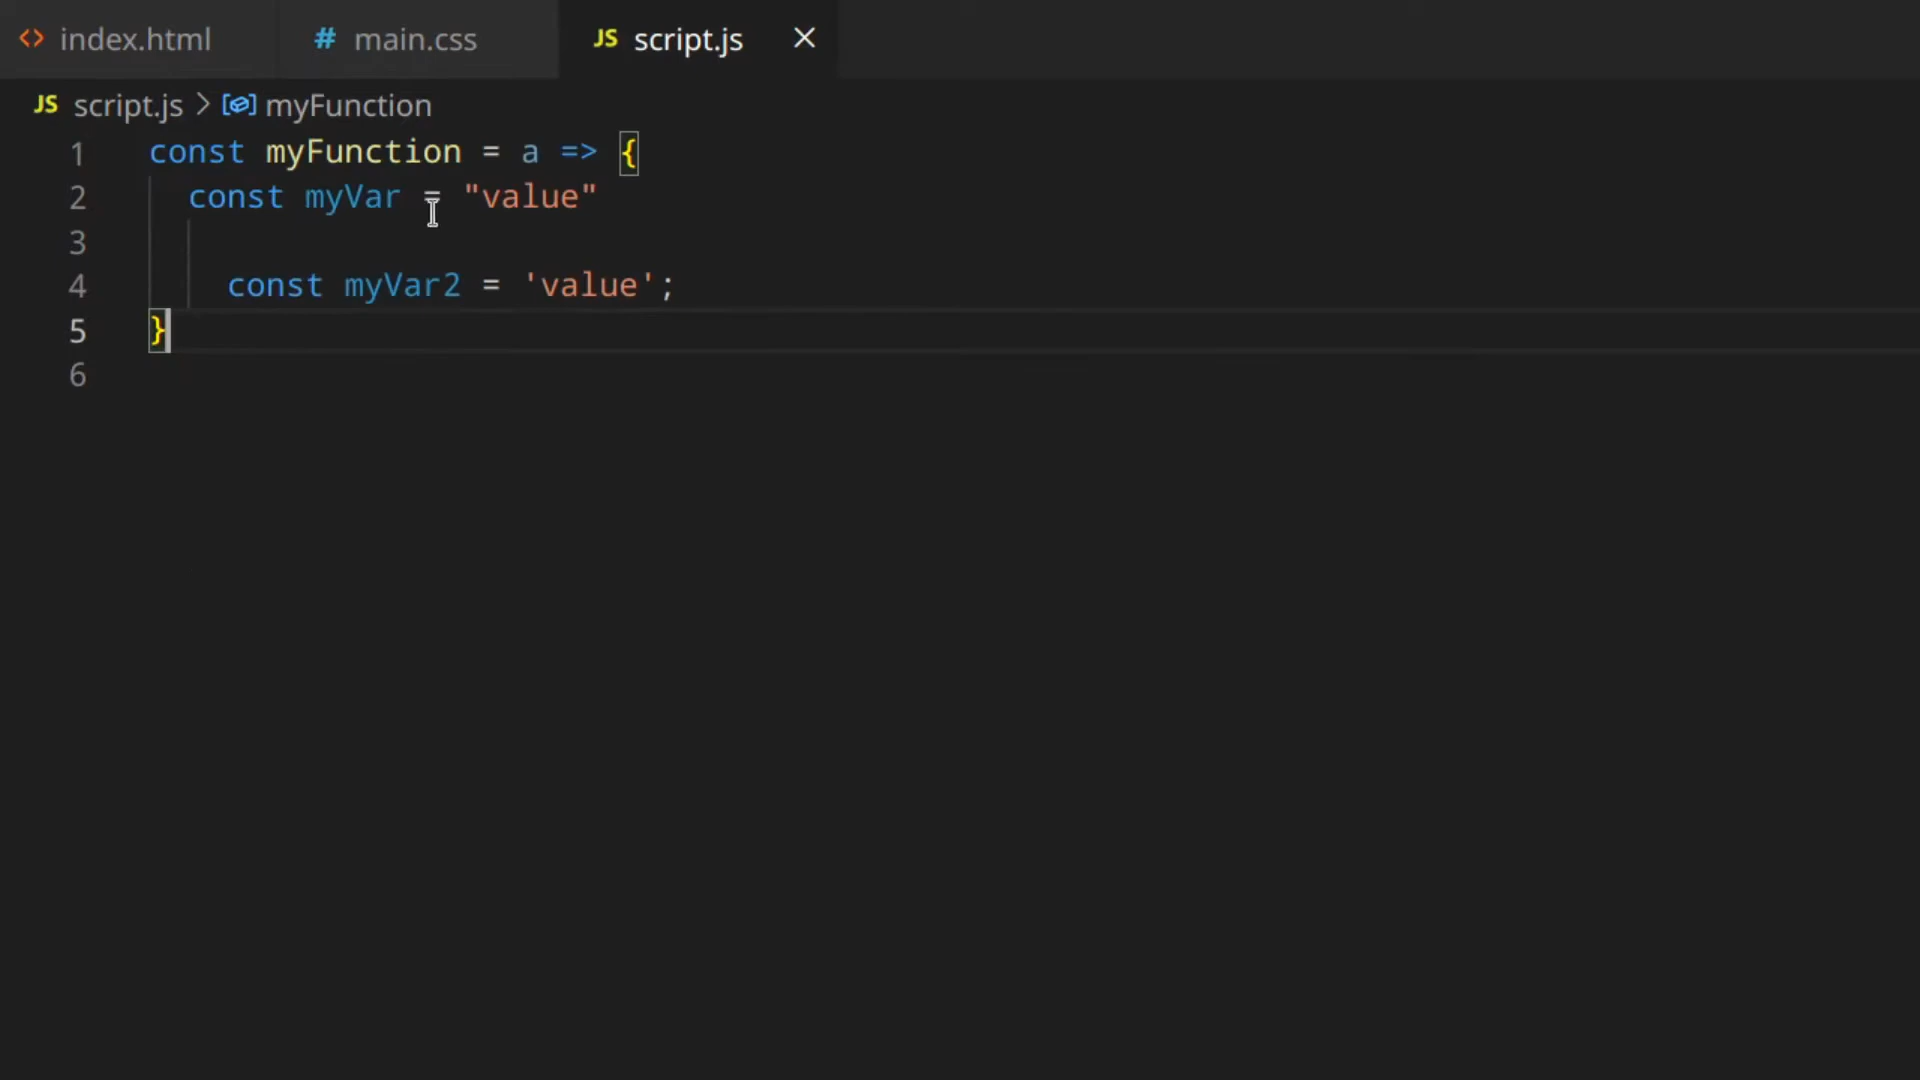 index.html # main.css JS script.js
JS script.js > myFunction
1 const myFunction = a => {
2 const myVar = "value"
3
4 const myVar2 = 'value';
5 }
6